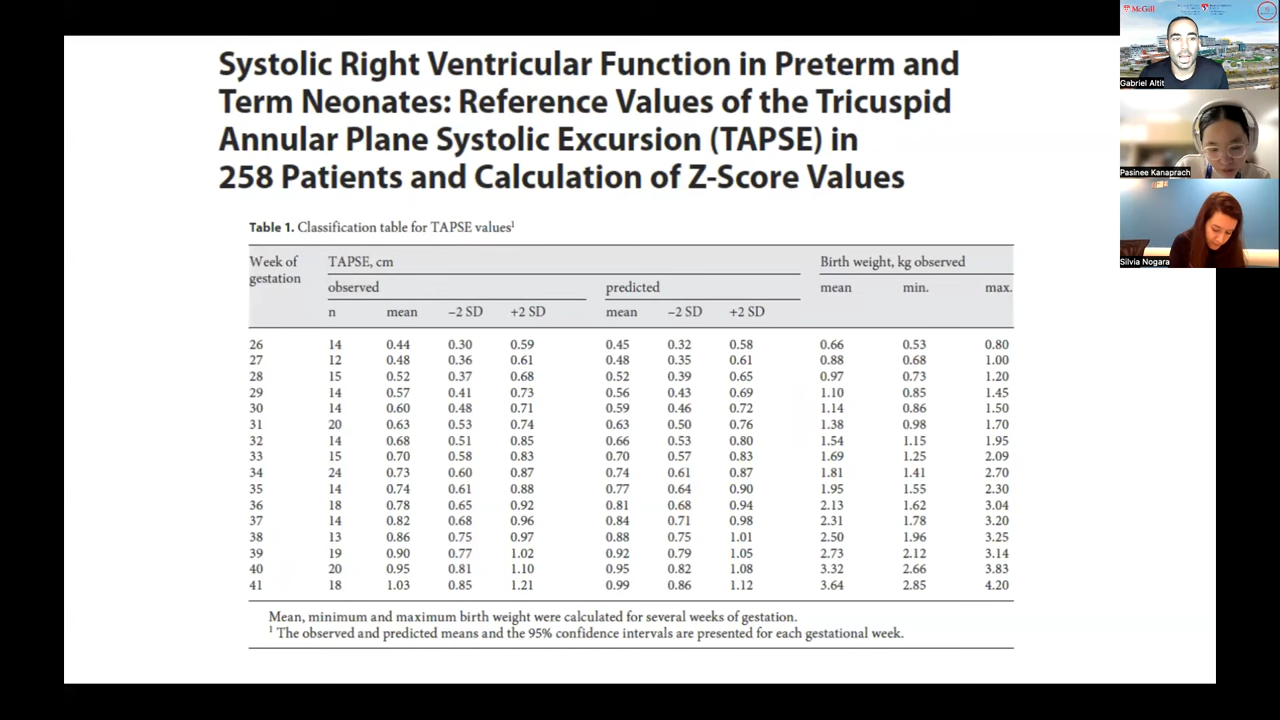 Systolic Right Ventricular Function in Preterm and
Term Neonates: Reference Values of the Tricuspid
Annular Plane Systolic Excursion (TAPSE) in
258 Patients and Calculation of Z-Score Values
Table 1. Classification table for TAPSE values¹
Week of gestation TAPSE, cm Birth weight, kg observed
observed predicted mean min. max.
n mean −2 SD +2 SD mean −2 SD +2 SD
26 14 0.44 0.30 0.59 0.45 0.32 0.58 0.66 0.53 0.80
27 12 0.48 0.36 0.61 0.48 0.35 0.61 0.88 0.68 1.00
28 15 0.52 0.37 0.68 0.52 0.39 0.65 0.97 0.73 1.20
29 14 0.57 0.41 0.73 0.56 0.43 0.69 1.10 0.85 1.45
30 14 0.60 0.48 0.71 0.59 0.46 0.72 1.14 0.86 1.50
31 20 0.63 0.53 0.74 0.63 0.50 0.76 1.38 0.98 1.70
32 14 0.68 0.51 0.85 0.66 0.53 0.80 1.54 1.15 1.95
33 15 0.70 0.58 0.83 0.70 0.57 0.83 1.69 1.25 2.09
34 24 0.73 0.60 0.87 0.74 0.61 0.87 1.81 1.41 2.70
35 14 0.74 0.61 0.88 0.77 0.64 0.90 1.95 1.55 2.30
36 18 0.78 0.65 0.92 0.81 0.68 0.94 2.13 1.62 3.04
37 14 0.82 0.68 0.96 0.84 0.71 0.98 2.31 1.78 3.20
38 13 0.86 0.75 0.97 0.88 0.75 1.01 2.50 1.96 3.25
39 19 0.90 0.77 1.02 0.92 0.79 1.05 2.73 2.12 3.14
40 20 0.95 0.81 1.10 0.95 0.82 1.08 3.32 2.66 3.83
41 18 1.03 0.85 1.21 0.99 0.86 1.12 3.64 2.85 4.20
Mean, minimum and maximum birth weight were calculated for several weeks of gestation.
¹ The observed and predicted means and the 95% confidence intervals are presented for each gestational week.
McGill
Gabriel Altit
Pasinee Kanaprach
Silvia Nogara